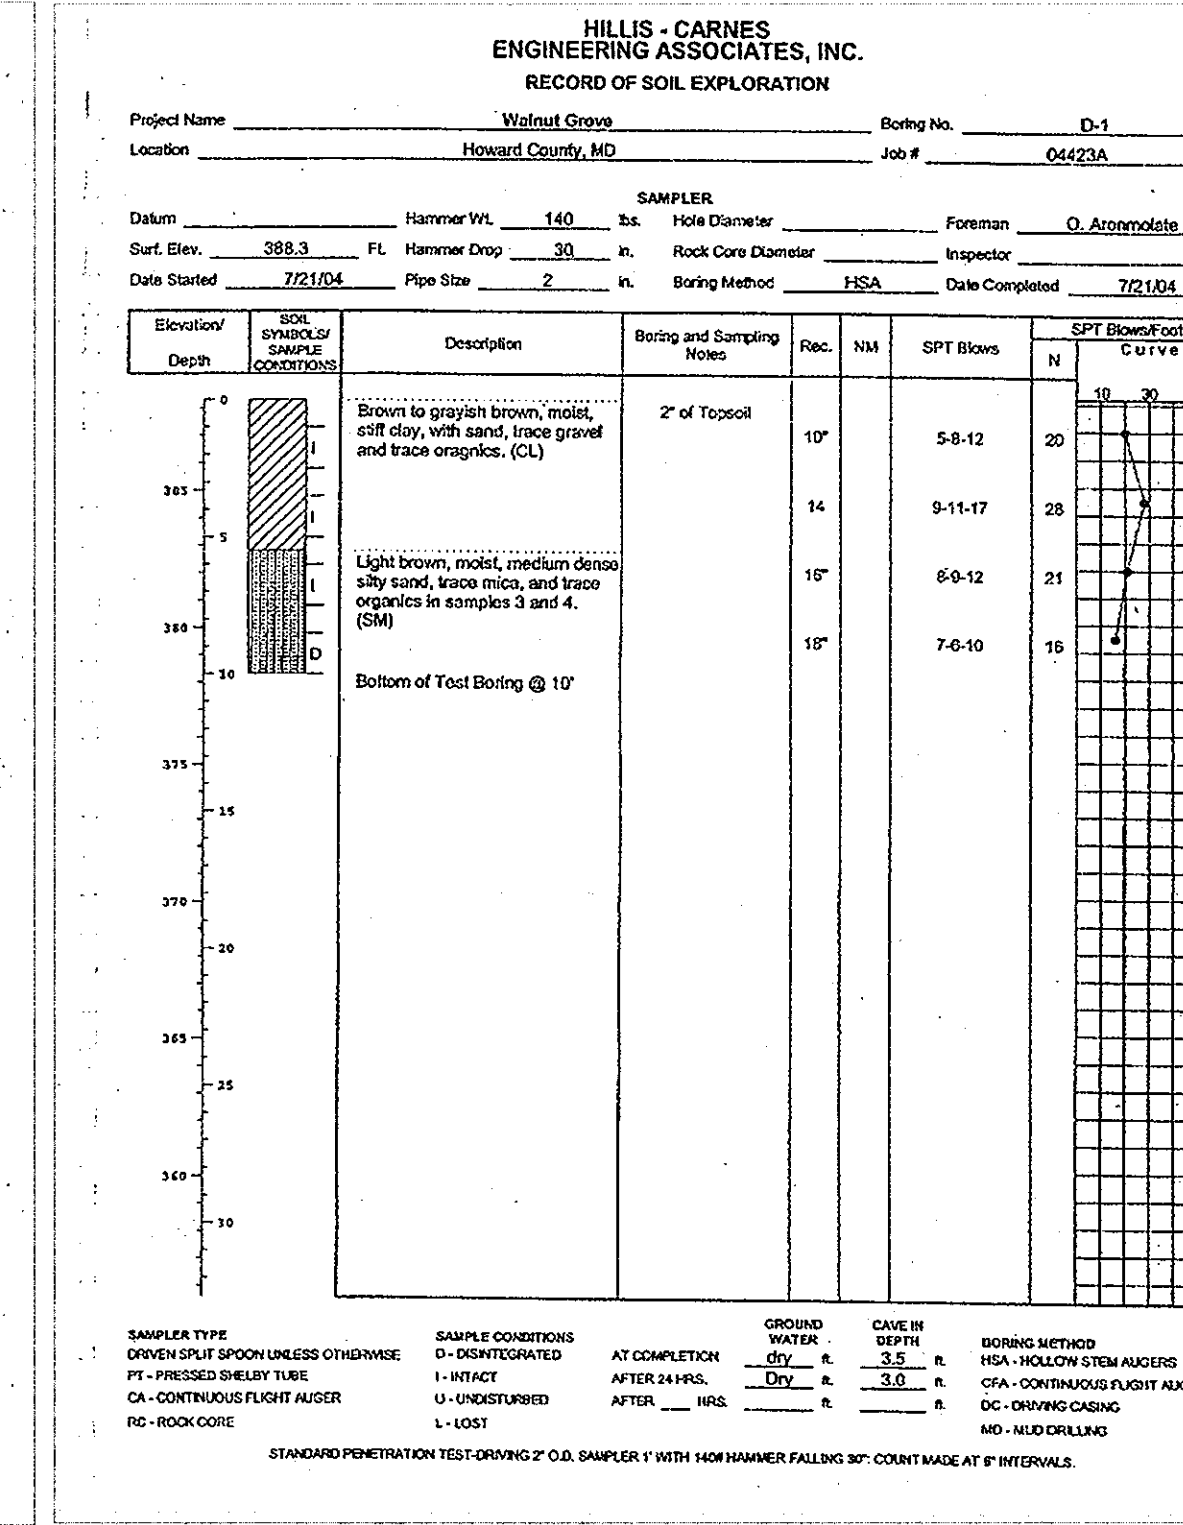 HILLIS - CARNES
ENGINEERING ASSOCIATES, INC.
RECORD OF SOIL EXPLORATION
Project Name Walnut Grove Boring No. D-1
Location Howard County, MD Job # 04423A
SAMPLER
Datum Hammer Wt. 140 lbs. Hole Diameter Foreman O. Aronmolate
Surf. Elev. 388.3 Ft. Hammer Drop 30 in. Rock Core Diameter Inspector
Date Started 7/21/04 Pipe Size 2 in. Boring Method HSA Date Completed 7/21/04
Elevation/ Depth
SOIL SYMBOLS/ SAMPLE CONDITIONS
Description
Boring and Sampling Notes
Rec.
NM
SPT Blows
SPT Blows/Foot
N
Curve
10 30
0
Brown to grayish brown, moist,
stiff clay, with sand, trace gravel
and trace oragnics. (CL)
2" of Topsoil
I 10" 5-8-12 20
385
I 14 9-11-17 28
5
Light brown, moist, medium dense
silty sand, trace mica, and trace
organics in samples 3 and 4.
(SM)
I 16" 8-9-12 21
380
D 18" 7-6-10 16
10
Bottom of Test Boring @ 10'
375
15
370
20
365
25
360
30
SAMPLER TYPE
DRIVEN SPLIT SPOON UNLESS OTHERWISE
PT - PRESSED SHELBY TUBE
CA - CONTINUOUS FLIGHT AUGER
RC - ROCK CORE
SAMPLE CONDITIONS
D - DISINTEGRATED
I - INTACT
U - UNDISTURBED
L - LOST
GROUND WATER
CAVE IN DEPTH
AT COMPLETION dry ft. 3.5 ft.
AFTER 24 HRS. Dry ft. 3.0 ft.
AFTER ___ HRS. ft. ft.
BORING METHOD
HSA - HOLLOW STEM AUGERS
CFA - CONTINUOUS FLIGHT AUG
DC - DRIVING CASING
MD - MUD DRILLING
STANDARD PENETRATION TEST-DRIVING 2" O.D. SAMPLER 1' WITH 140# HAMMER FALLING 30": COUNT MADE AT 6" INTERVALS.